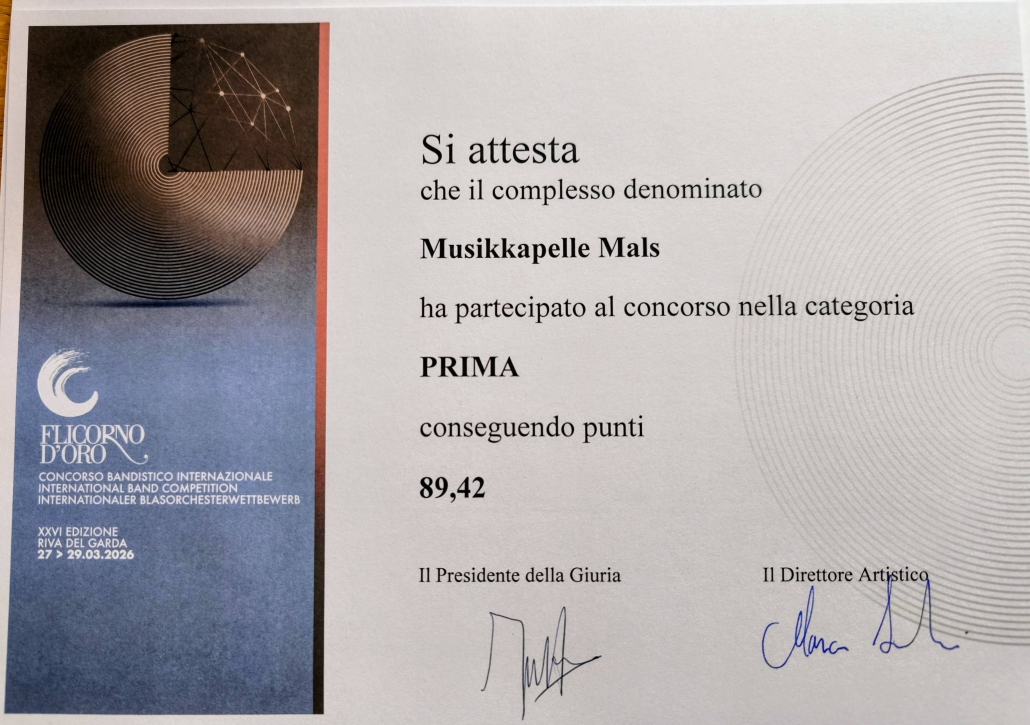 FLICORNO
D'ORO
CONCORSO BANDISTICO INTERNAZIONALE
INTERNATIONAL BAND COMPETITION
INTERNATIONALER BLASORCHESTERWETTBEWERB
XXVI EDIZIONE
RIVA DEL GARDA
27 > 29.03.2026
Si attesta
che il complesso denominato
Musikkapelle Mals
ha partecipato al concorso nella categoria
PRIMA
conseguendo punti
89,42
Il Presidente della Giuria
Il Direttore Artistico